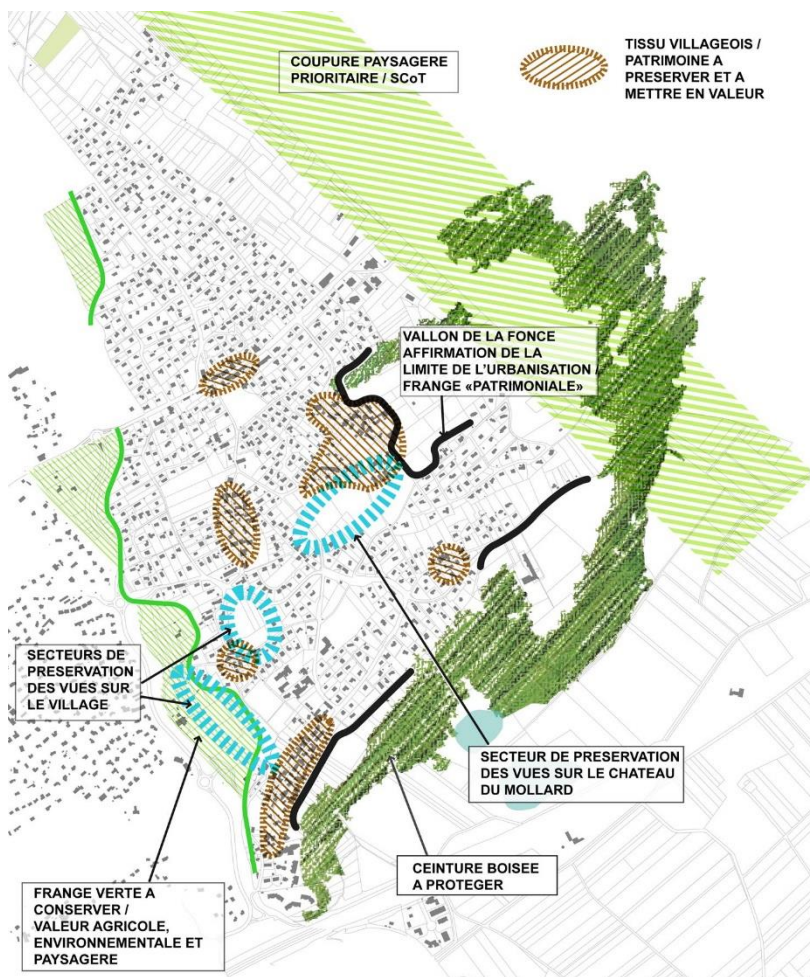 COUPURE PAYSAGERE
PRIORITAIRE / SCoT
TISSU VILLAGEOIS /
PATRIMOINE A
PRESERVER ET A
METTRE EN VALEUR
VALLON DE LA FONCE
AFFIRMATION DE LA
LIMITE DE L'URBANISATION /
FRANGE «PATRIMONIALE»
SECTEURS DE
PRESERVATION
DES VUES SUR
LE VILLAGE
SECTEUR DE PRESERVATION
DES VUES SUR LE CHATEAU
DU MOLLARD
CEINTURE BOISEE
A PROTEGER
FRANGE VERTE A
CONSERVER /
VALEUR AGRICOLE,
ENVIRONNEMENTALE ET
PAYSAGERE